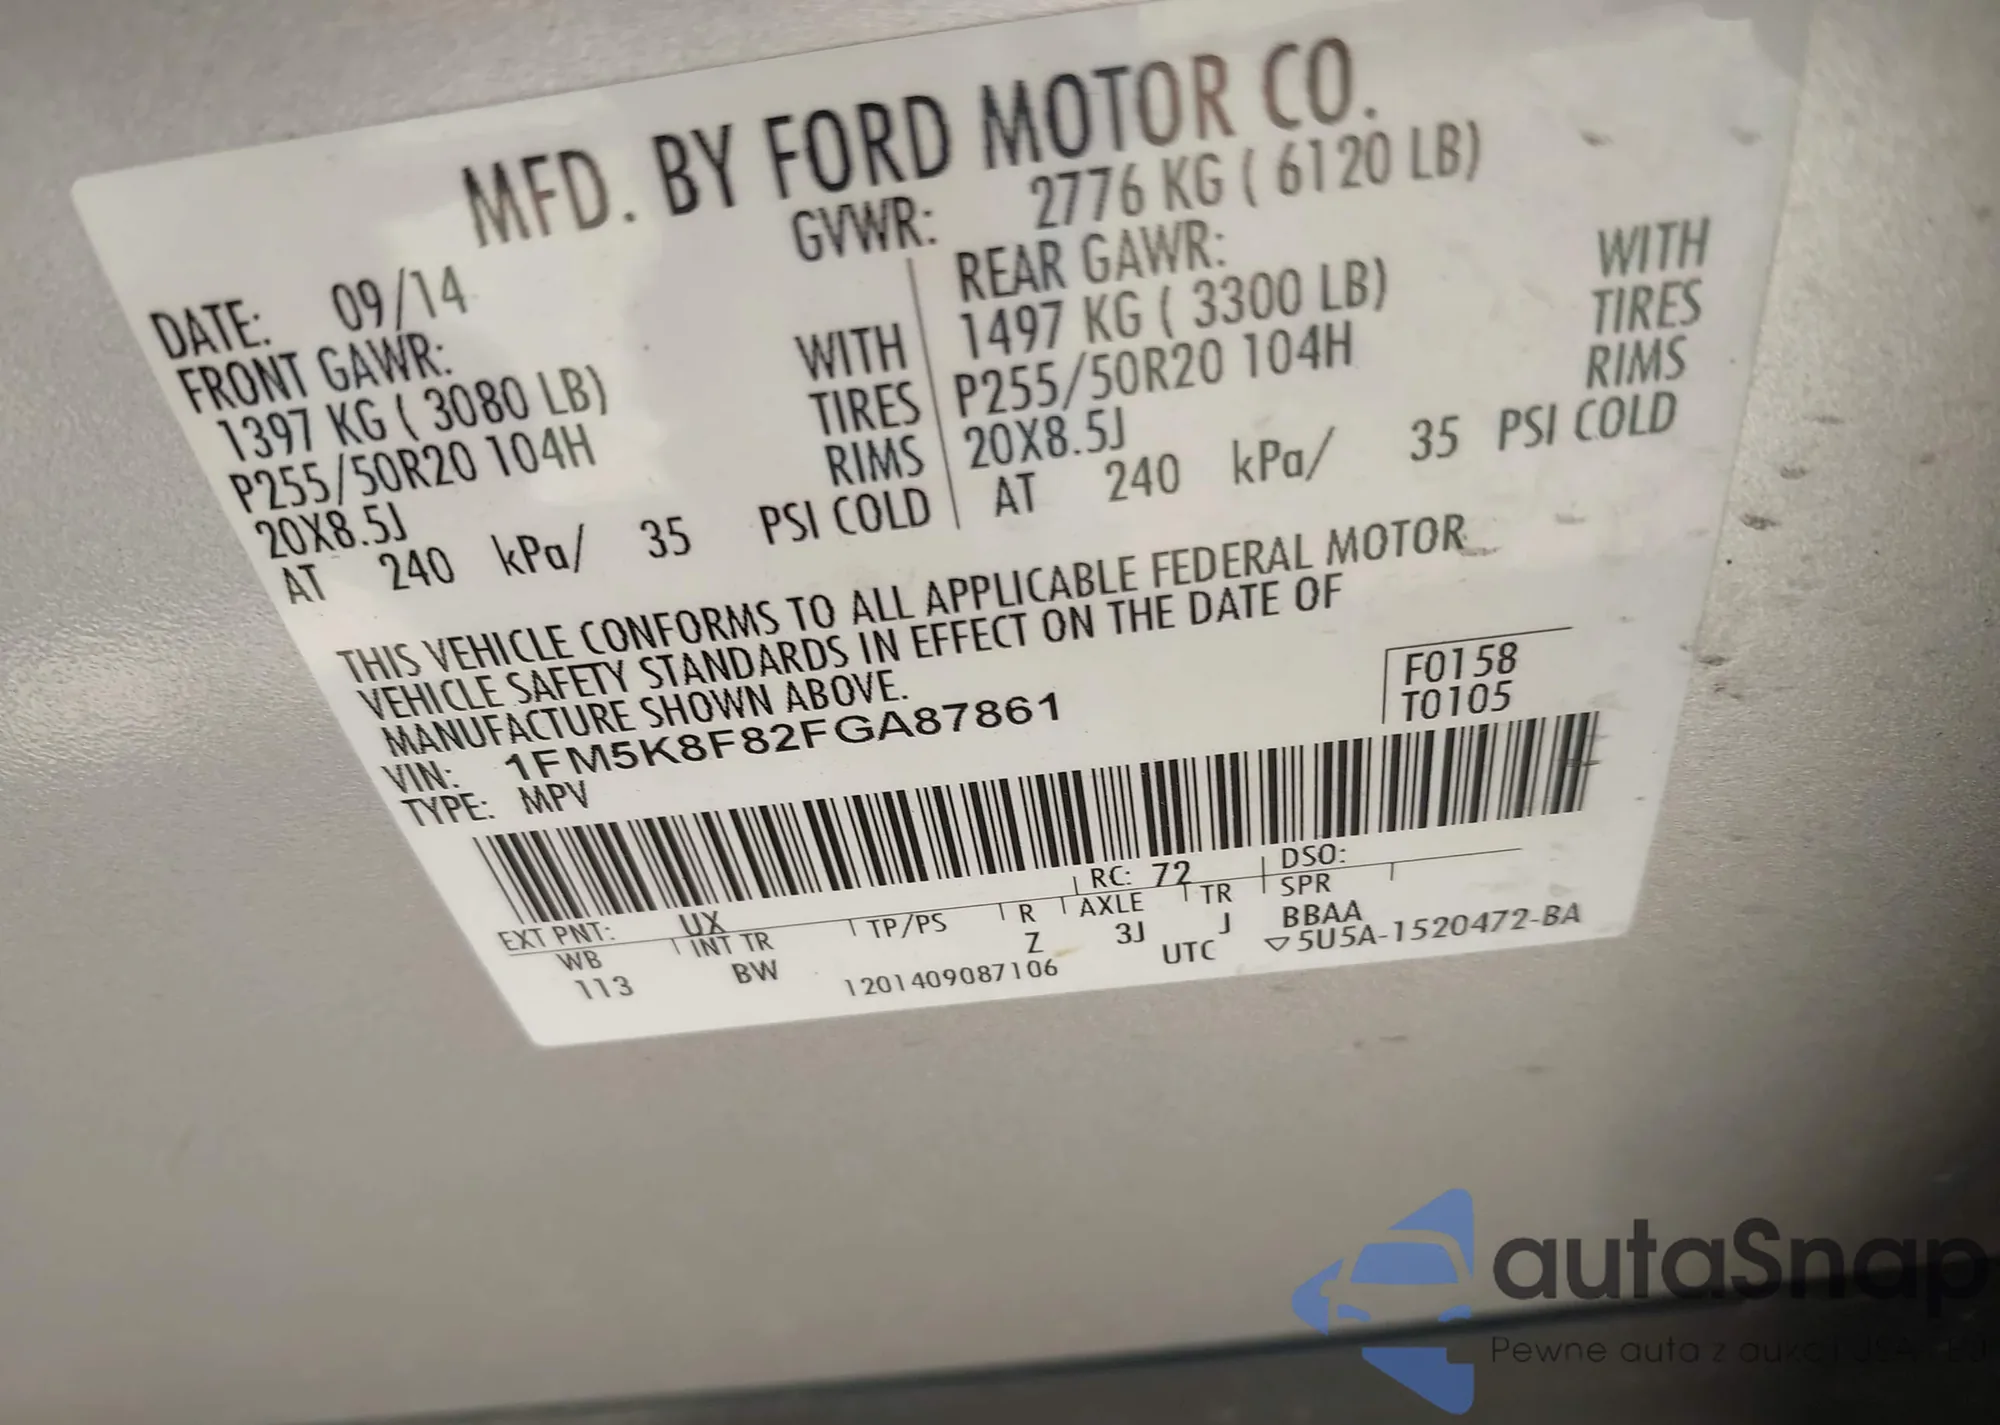 MFD. BY FORD MOTOR CO.
DATE: 09/14 GVWR: 2776 KG ( 6120 LB)
FRONT GAWR:
1397 KG ( 3080 LB) WITH
P255/50R20 104H TIRES
20X8.5J RIMS
AT 240 kPa/ 35 PSI COLD
REAR GAWR:
1497 KG ( 3300 LB) WITH
P255/50R20 104H TIRES
20X8.5J RIMS
AT 240 kPa/ 35 PSI COLD
THIS VEHICLE CONFORMS TO ALL APPLICABLE FEDERAL MOTOR
VEHICLE SAFETY STANDARDS IN EFFECT ON THE DATE OF
MANUFACTURE SHOWN ABOVE.
VIN: 1FM5K8F82FGA87861
TYPE: MPV
F0158
T0105
EXT PNT: UX RC: 72 DSO:
WB INT TR TP/PS R AXLE TR SPR
113 BW Z 3J J BBAA
1201409087106 UTC ▽5U5A-1520472-BA
autaSnap
Pewne auta z aukcji USA i EU